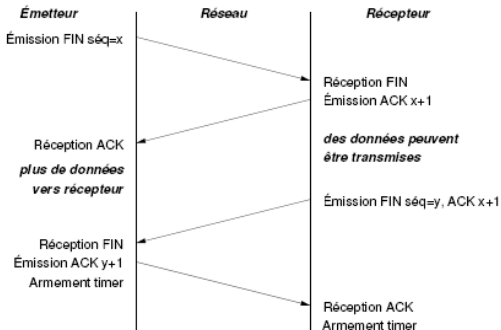 Émetteur Réseau Récepteur
Émission FIN séq=x
Réception FIN
Émission ACK x+1
Réception ACK
des données peuvent
être transmises
plus de données
vers récepteur
Émission FIN séq=y, ACK x+1
Réception FIN
Émission ACK y+1
Armement timer
Réception ACK
Armement timer